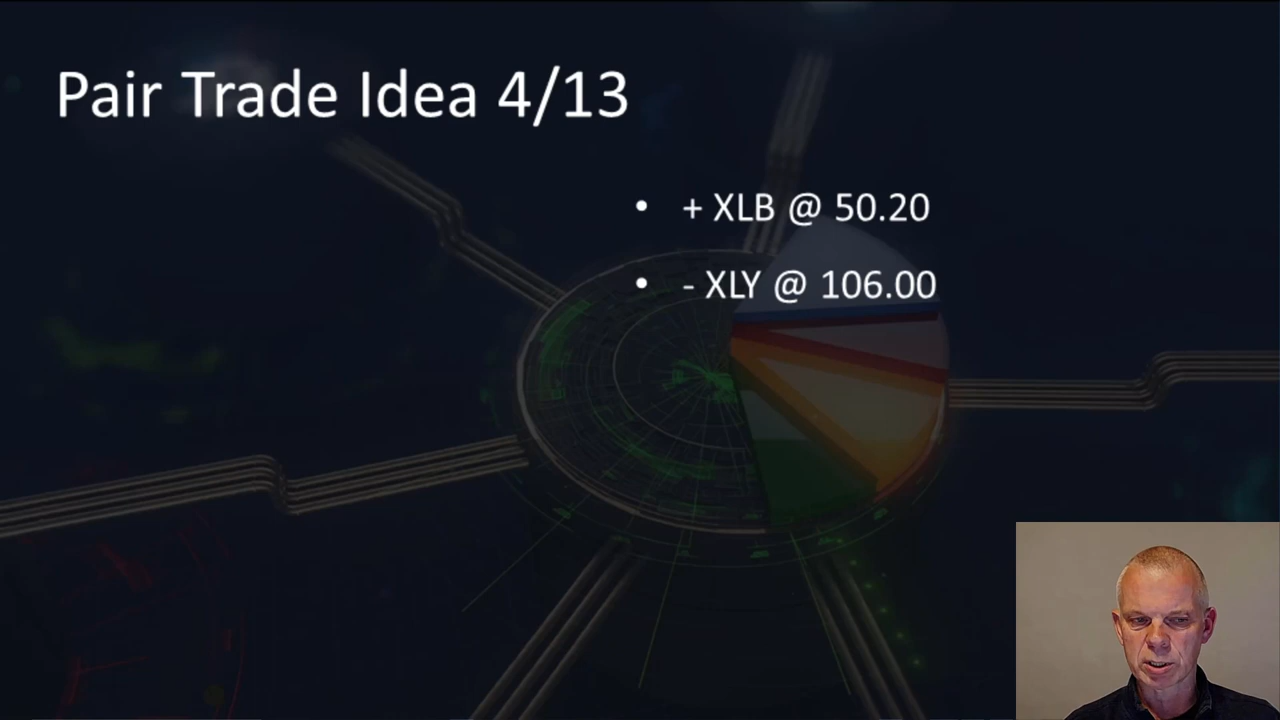 Pair Trade Idea 4/13
• + XLB @ 50.20
• - XLY @ 106.00